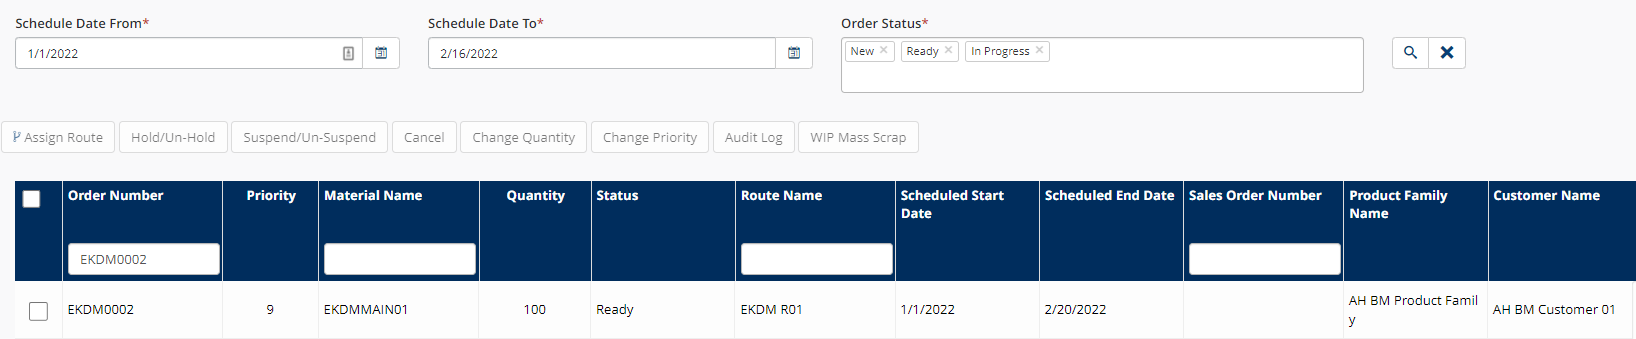 Schedule Date From* Schedule Date To* Order Status*
1/1/2022 2/16/2022 New Ready In Progress
Assign Route Hold/Un-Hold Suspend/Un-Suspend Cancel Change Quantity Change Priority Audit Log WIP Mass Scrap
Order Number Priority Material Name Quantity Status Route Name Scheduled Start Date Scheduled End Date Sales Order Number Product Family Name Customer Name
EKDM0002
EKDM0002 9 EKDMMAIN01 100 Ready EKDM R01 1/1/2022 2/20/2022 AH BM Product Famil
y AH BM Customer 01